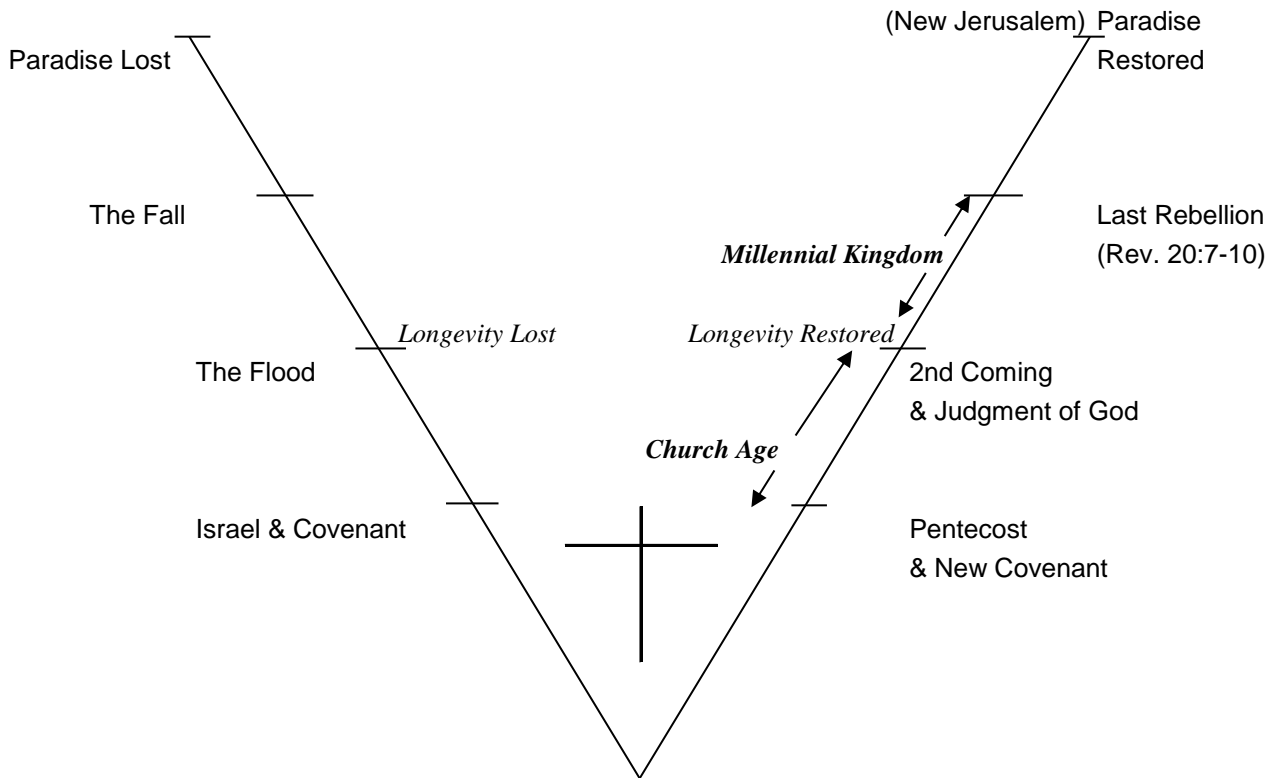 (New Jerusalem) Paradise
Restored
Paradise Lost
The Fall
Last Rebellion
(Rev. 20:7-10)
Millennial Kingdom
Longevity Lost
Longevity Restored
The Flood
2nd Coming
& Judgment of God
Church Age
Israel & Covenant
Pentecost
& New Covenant